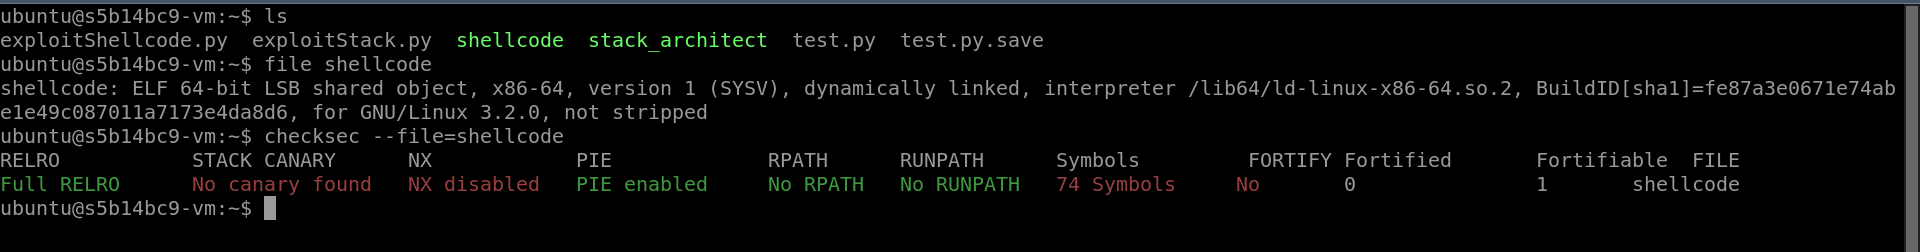 ubuntu@s5b14bc9-vm:~$ ls
exploitShellcode.py  exploitStack.py  shellcode  stack_architect  test.py  test.py.save
ubuntu@s5b14bc9-vm:~$ file shellcode
shellcode: ELF 64-bit LSB shared object, x86-64, version 1 (SYSV), dynamically linked, interpreter /lib64/ld-linux-x86-64.so.2, BuildID[sha1]=fe87a3e0671e74ab
e1e49c087011a7173e4da8d6, for GNU/Linux 3.2.0, not stripped
ubuntu@s5b14bc9-vm:~$ checksec --file=shellcode
RELRO           STACK CANARY      NX            PIE             RPATH      RUNPATH      Symbols         FORTIFY Fortified       Fortifiable  FILE
Full RELRO      No canary found   NX disabled   PIE enabled     No RPATH   No RUNPATH   74 Symbols     No       0               1       shellcode
ubuntu@s5b14bc9-vm:~$